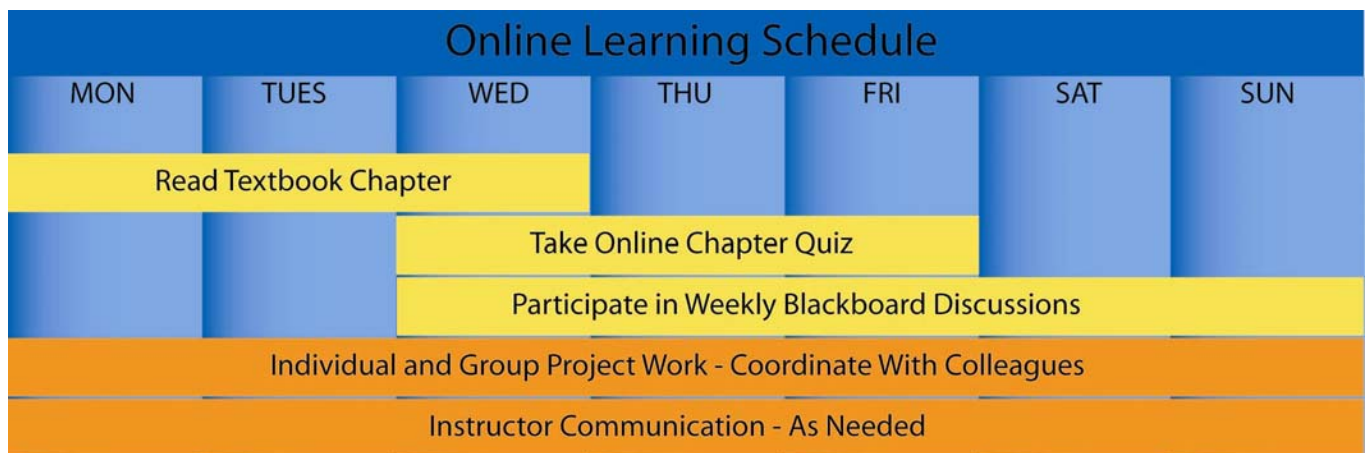 Online Learning Schedule
MON TUES WED THU FRI SAT SUN
Read Textbook Chapter
Take Online Chapter Quiz
Participate in Weekly Blackboard Discussions
Individual and Group Project Work - Coordinate With Colleagues
Instructor Communication - As Needed